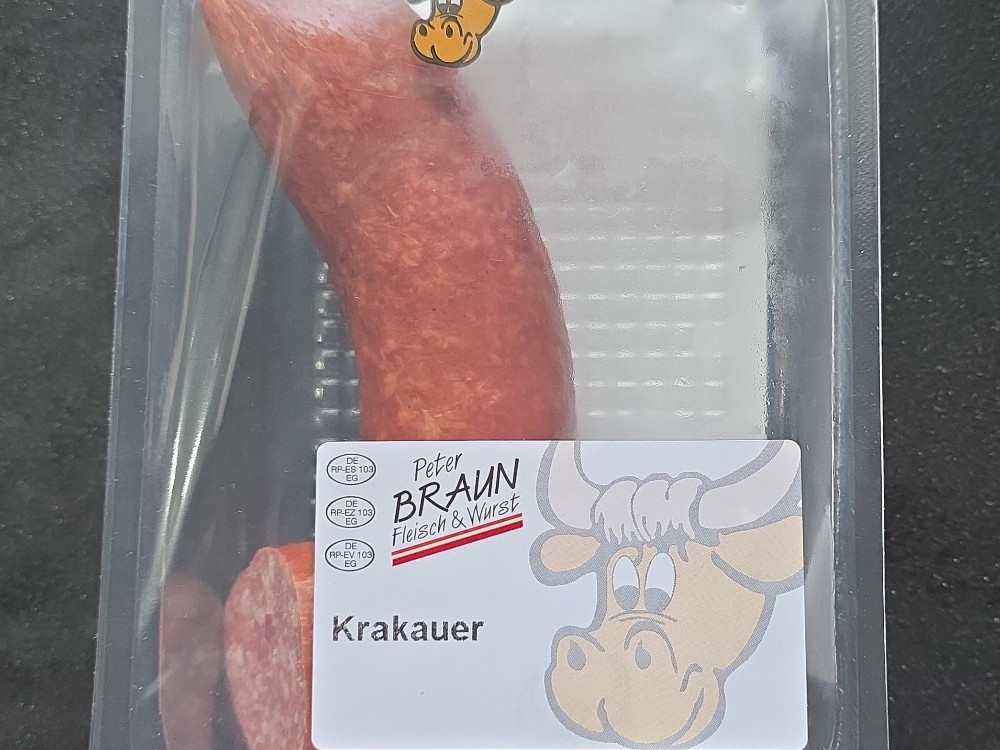 DE
RP-ES 103
EG
DE
RP-EZ 103
EG
DE
RP-EV 103
EG
Peter
BRAUN
Fleisch & Wurst
Krakauer